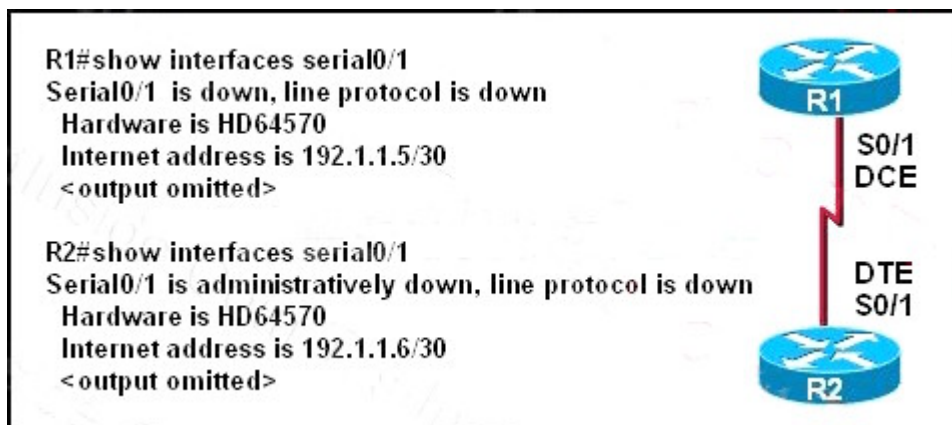 R1#show interfaces serial0/1
Serial0/1 is down, line protocol is down
Hardware is HD64570
Internet address is 192.1.1.5/30
<output omitted>
R2#show interfaces serial0/1
Serial0/1 is administratively down, line protocol is down
Hardware is HD64570
Internet address is 192.1.1.6/30
<output omitted>
R1
S0/1
DCE
DTE
S0/1
R2